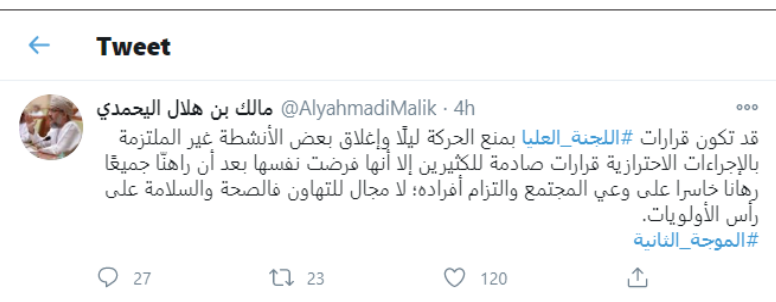 Tweet
مالك بن هلال اليحمدي @AlyahmadiMalik · 4h
قد تكون قرارات #اللجنة_العليا بمنع الحركة ليلًا وإغلاق بعض الأنشطة غير الملتزمة
بالإجراءات الاحترازية قرارات صادمة للكثيرين إلا أنها فرضت نفسها بعد أن راهنّا جميعًا
رهانا خاسرا على وعي المجتمع والتزام أفراده؛ لا مجال للتهاون فالصحة والسلامة على
رأس الأولويات.
#الموجة_الثانية
27 23 120